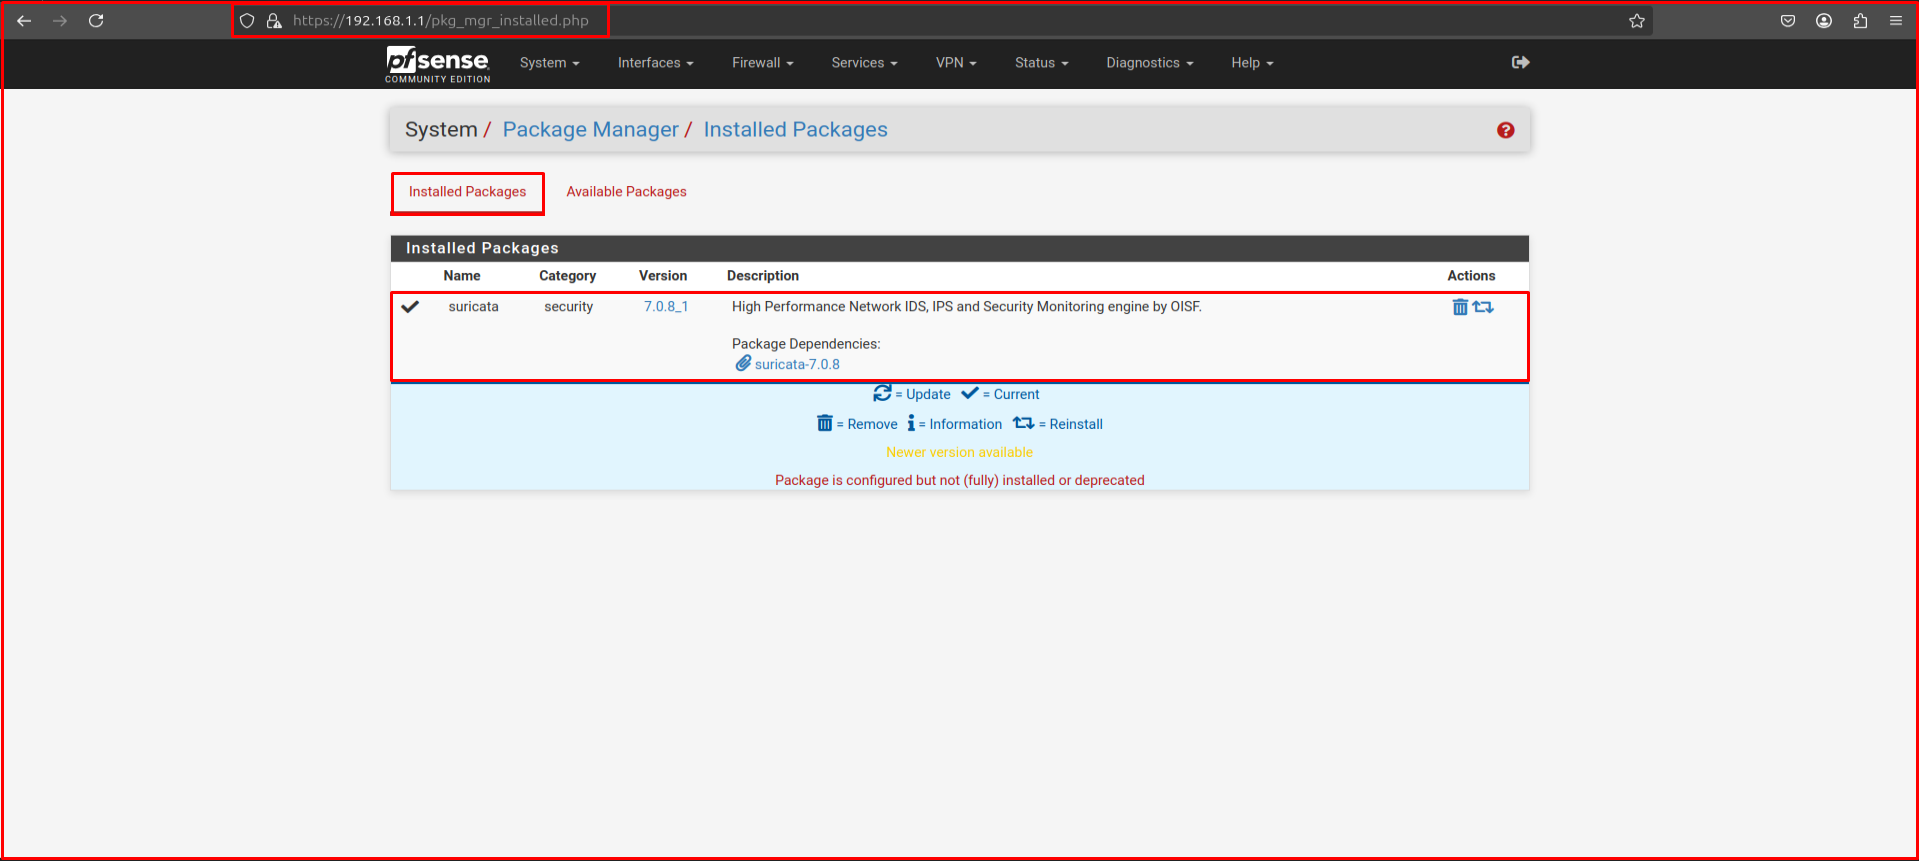 https://192.168.1.1/pkg_mgr_installed.php
pfsense COMMUNITY EDITION System Interfaces Firewall Services VPN Status Diagnostics Help
System / Package Manager / Installed Packages
Installed Packages Available Packages
Installed Packages
Name Category Version Description Actions
suricata security 7.0.8_1 High Performance Network IDS, IPS and Security Monitoring engine by OISF.
Package Dependencies:
suricata-7.0.8
= Update = Current
= Remove = Information = Reinstall
Newer version available
Package is configured but not (fully) installed or deprecated